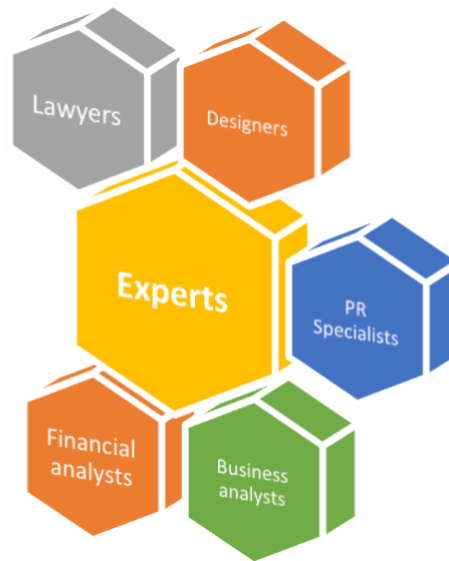 Lawyers
Designers
Experts
PR
Specialists
Financial
analysts
Business
analysts